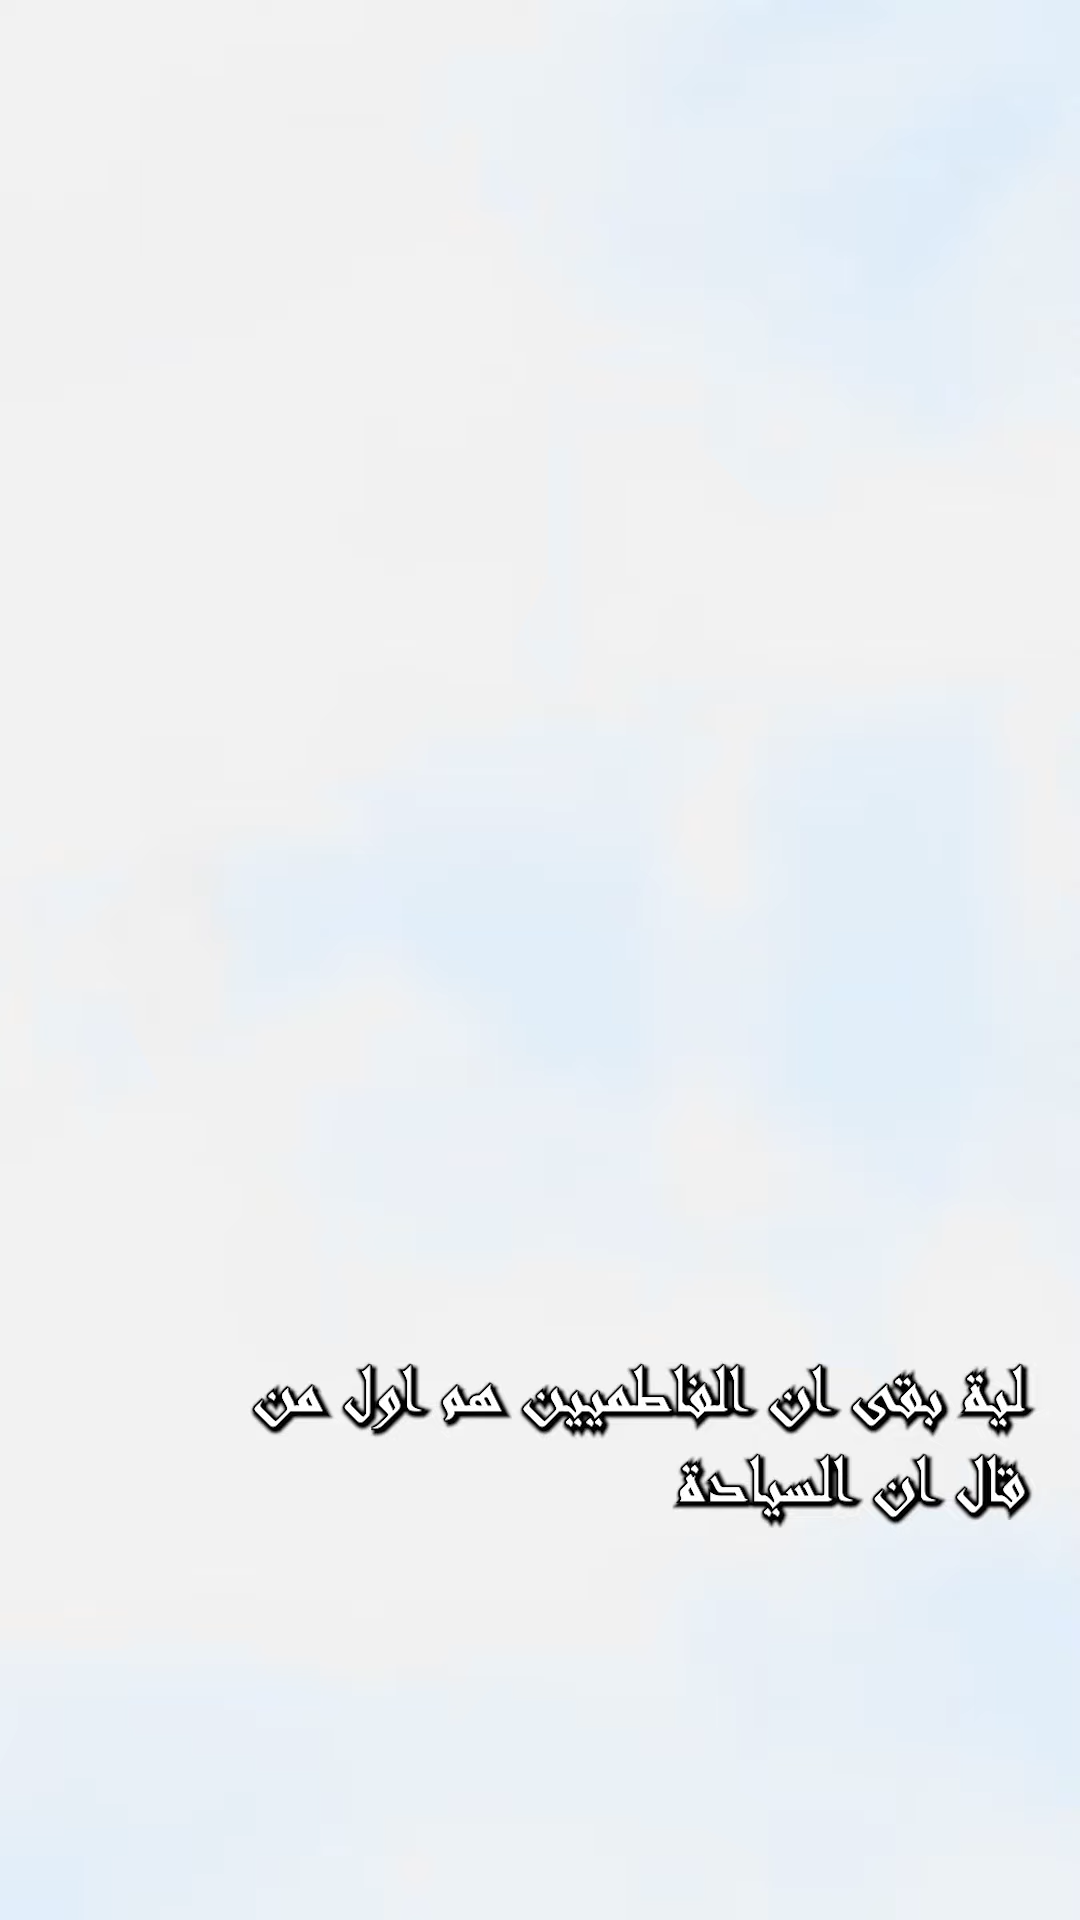 لية بقى ان الفاطميين هم اول من
قال ان السيادة